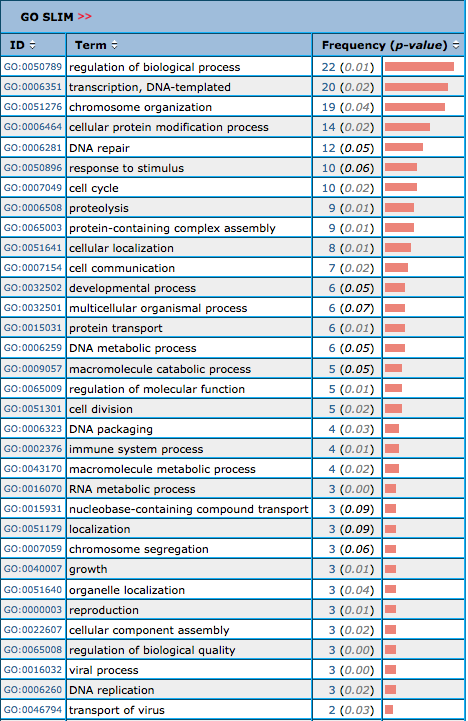 GO SLIM >>
ID Term Frequency (p-value)
GO:0050789 regulation of biological process 22 (0.01)
GO:0006351 transcription, DNA-templated 20 (0.02)
GO:0051276 chromosome organization 19 (0.04)
GO:0006464 cellular protein modification process 14 (0.02)
GO:0006281 DNA repair 12 (0.05)
GO:0050896 response to stimulus 10 (0.06)
GO:0007049 cell cycle 10 (0.02)
GO:0006508 proteolysis 9 (0.01)
GO:0065003 protein-containing complex assembly 9 (0.01)
GO:0051641 cellular localization 8 (0.01)
GO:0007154 cell communication 7 (0.02)
GO:0032502 developmental process 6 (0.05)
GO:0032501 multicellular organismal process 6 (0.07)
GO:0015031 protein transport 6 (0.01)
GO:0006259 DNA metabolic process 6 (0.05)
GO:0009057 macromolecule catabolic process 5 (0.05)
GO:0065009 regulation of molecular function 5 (0.01)
GO:0051301 cell division 5 (0.02)
GO:0006323 DNA packaging 4 (0.03)
GO:0002376 immune system process 4 (0.01)
GO:0043170 macromolecule metabolic process 4 (0.02)
GO:0016070 RNA metabolic process 3 (0.00)
GO:0015931 nucleobase-containing compound transport 3 (0.09)
GO:0051179 localization 3 (0.09)
GO:0007059 chromosome segregation 3 (0.06)
GO:0040007 growth 3 (0.01)
GO:0051640 organelle localization 3 (0.04)
GO:0000003 reproduction 3 (0.01)
GO:0022607 cellular component assembly 3 (0.02)
GO:0065008 regulation of biological quality 3 (0.00)
GO:0016032 viral process 3 (0.00)
GO:0006260 DNA replication 3 (0.02)
GO:0046794 transport of virus 2 (0.03)